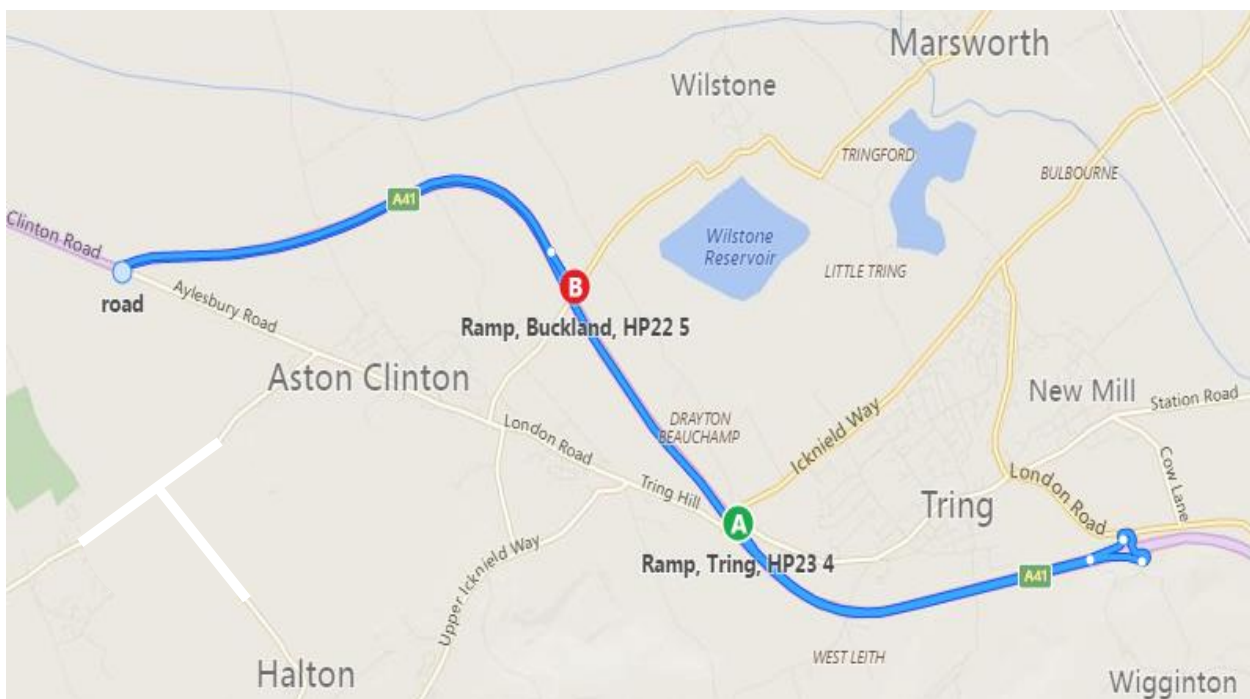 Marsworth
Wilstone
TRINGFORD
BULBOURNE
A41
Clinton Road
Wilstone
Reservoir
LITTLE TRING
B
road
Aylesbury Road
Ramp, Buckland, HP22 5
Aston Clinton
New Mill
Station Road
DRAYTON
BEAUCHAMP
Icknield Way
London Road
Cow Lane
Tring Hill
London Road
Tring
A
Ramp, Tring, HP23 4
Upper Icknield Way
A41
WEST LEITH
Halton
Wigginton